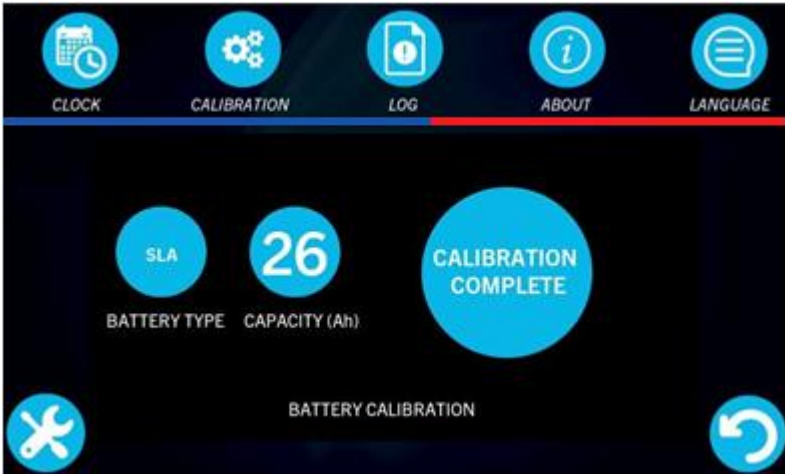 CLOCK
CALIBRATION
LOG
ABOUT
LANGUAGE
SLA
26
CALIBRATION
COMPLETE
BATTERY TYPE
CAPACITY (Ah)
BATTERY CALIBRATION